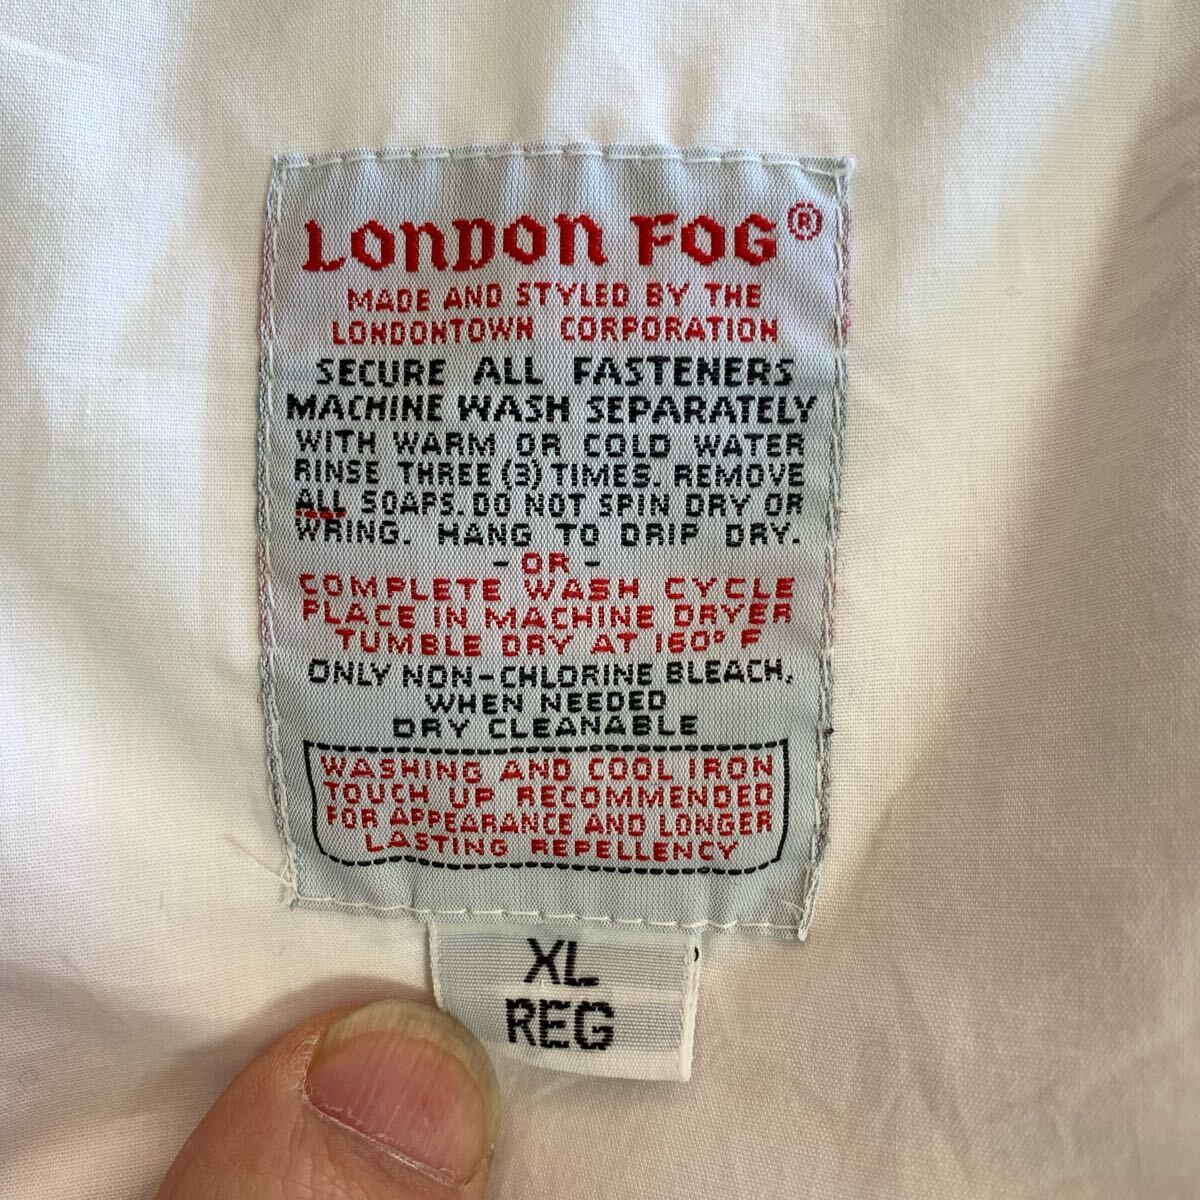 LONDON FOG®
MADE AND STYLED BY THE
LONDONTOWN CORPORATION
SECURE ALL FASTENERS
MACHINE WASH SEPARATELY
WITH WARM OR COLD WATER
RINSE THREE (3) TIMES. REMOVE
ALL SOAPS. DO NOT SPIN DRY OR
WRING. HANG TO DRIP DRY.
- OR -
COMPLETE WASH CYCLE
PLACE IN MACHINE DRYER
TUMBLE DRY AT 160° F
ONLY NON-CHLORINE BLEACH,
WHEN NEEDED
DRY CLEANABLE
WASHING AND COOL IRON
TOUCH UP RECOMMENDED
FOR APPEARANCE AND LONGER
LASTING REPELLENCY
XL
REG